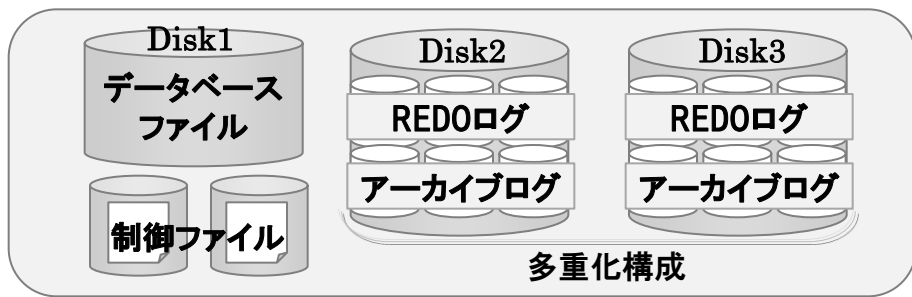 Disk1
データベース
ファイル
制御ファイル
Disk2
REDOログ
アーカイブログ
Disk3
REDOログ
アーカイブログ
多重化構成